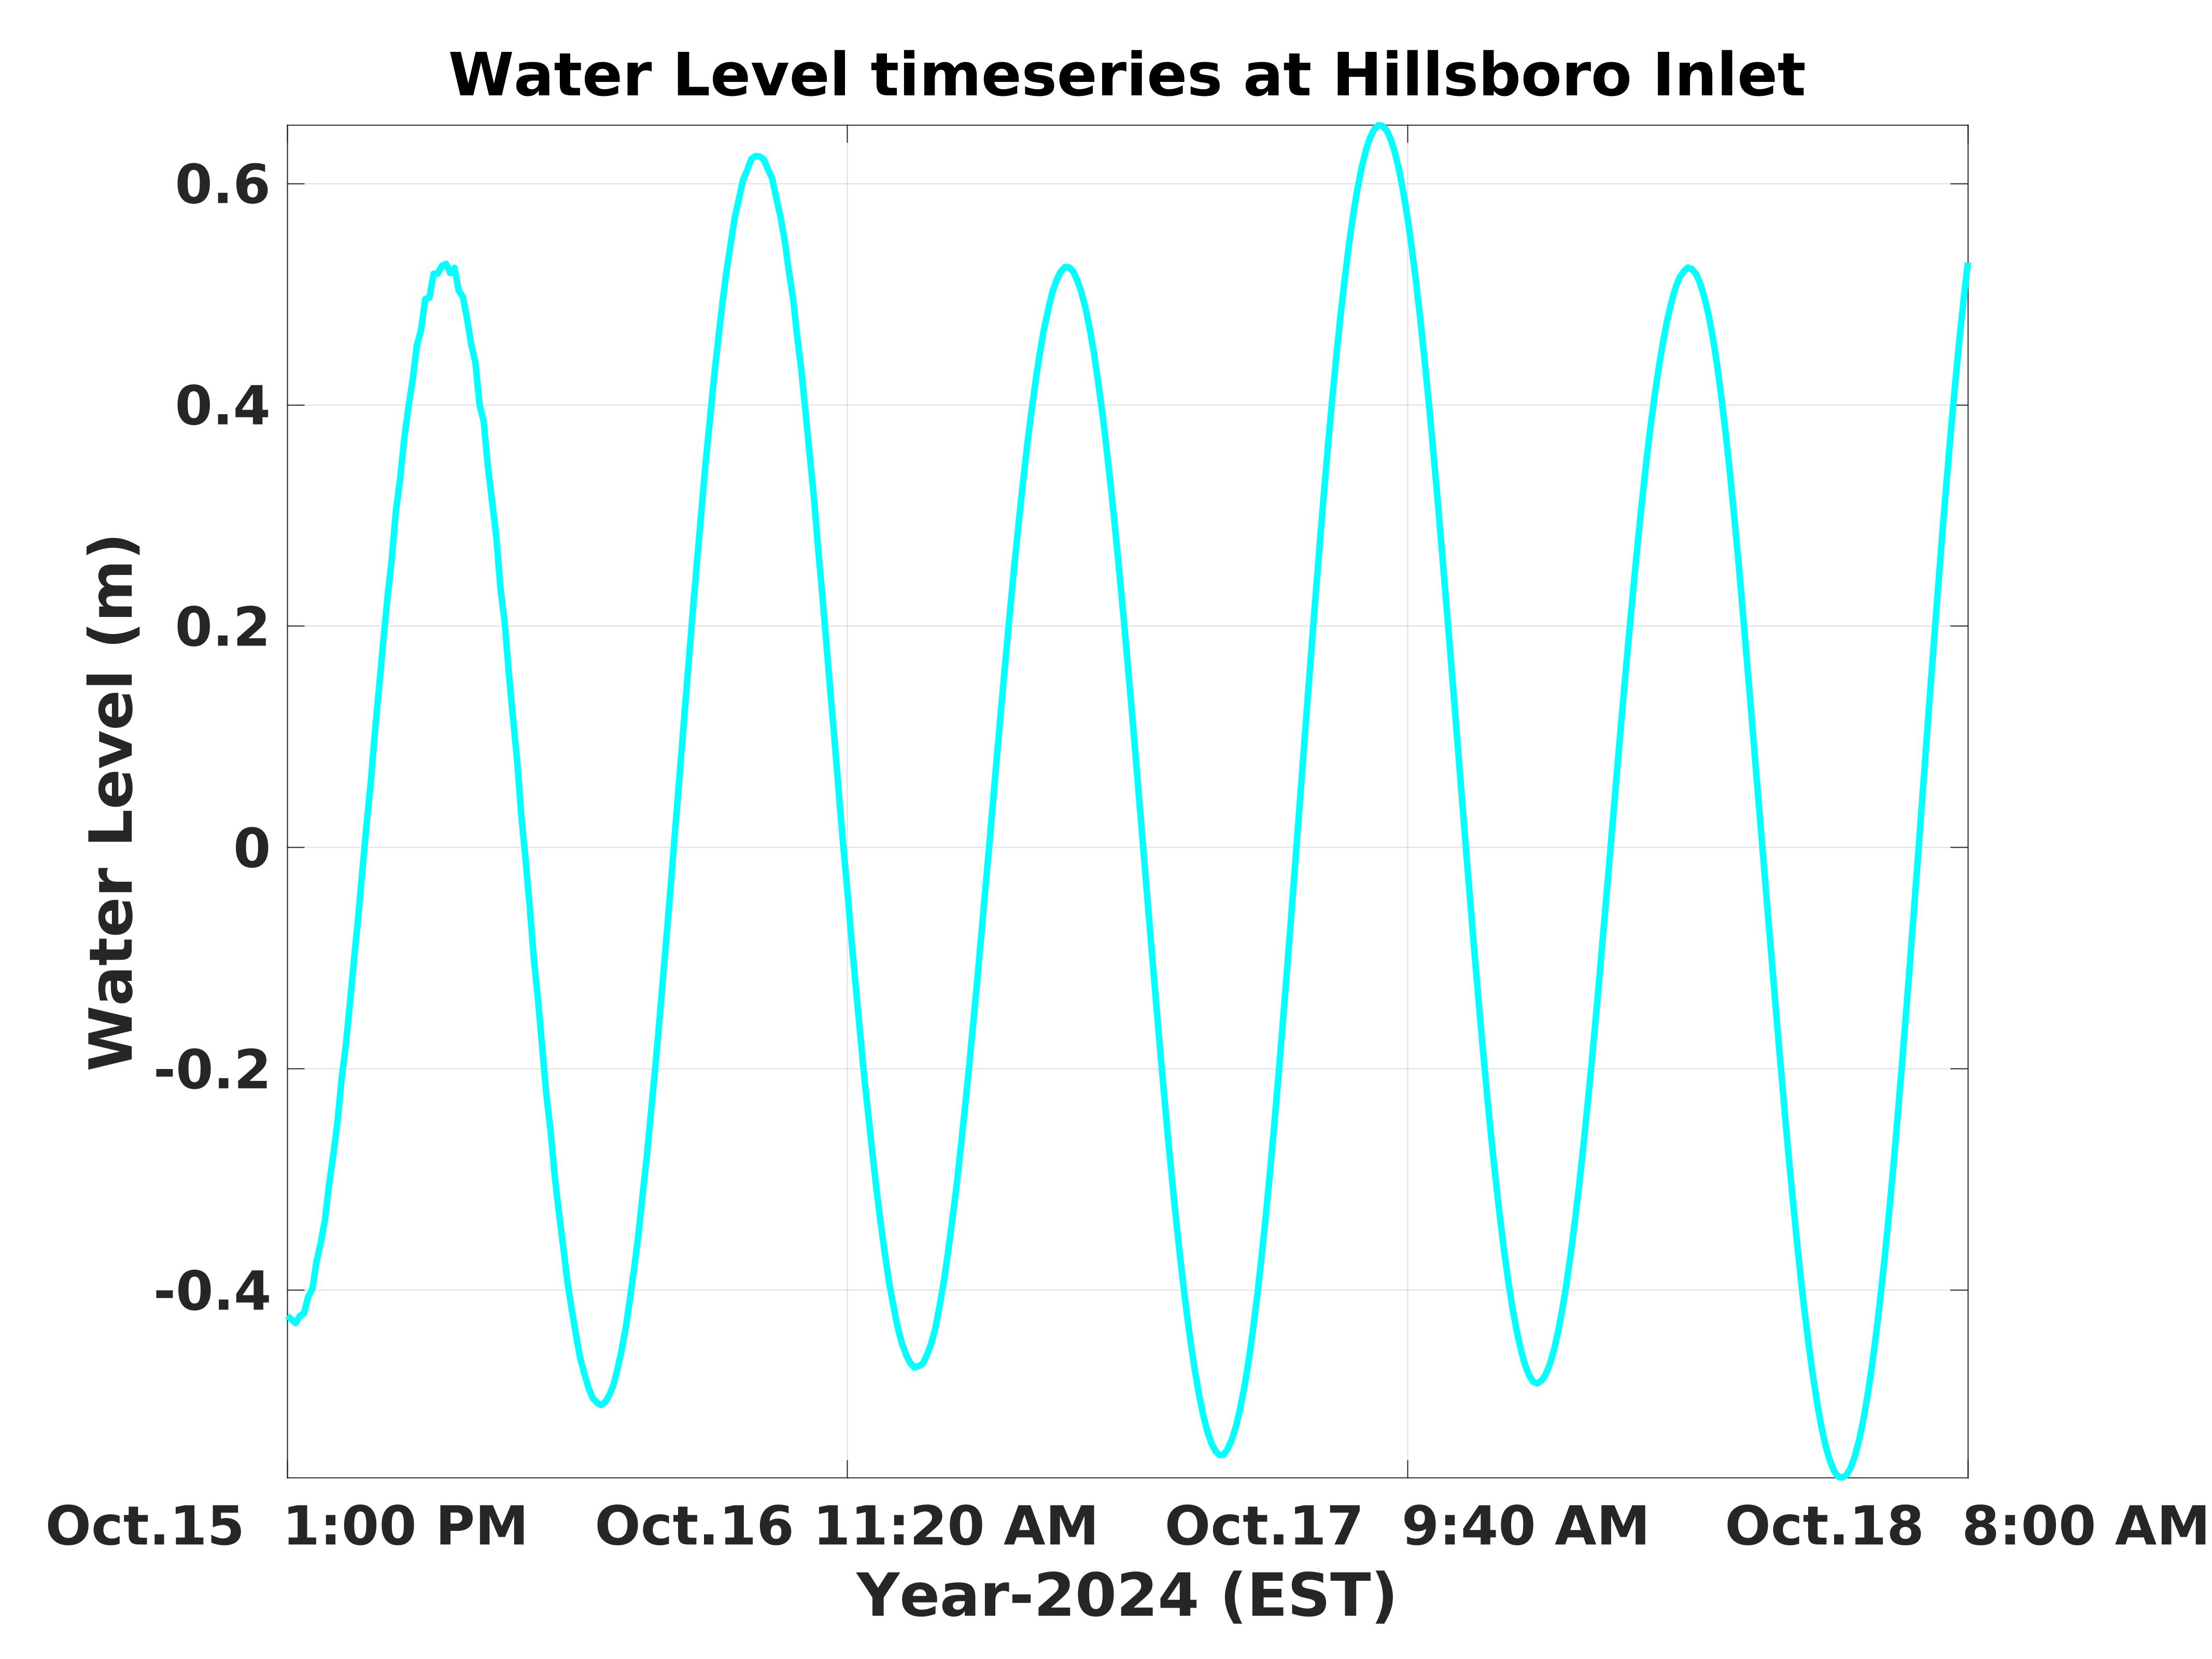 Water Level timeseries at Hillsboro Inlet
0.6
0.4
0.2
0
-0.2
-0.4
Water Level (m)
Oct.15 1:00 PM Oct.16 11:20 AM Oct.17 9:40 AM Oct.18 8:00 AM
Year-2024 (EST)